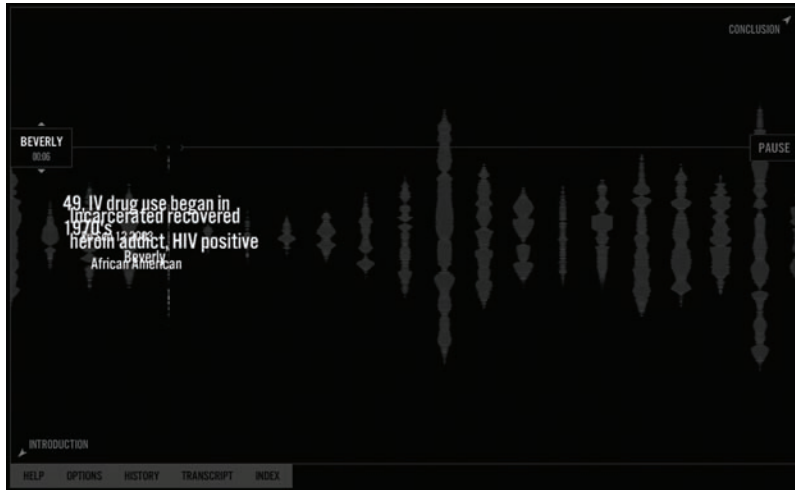 CONCLUSION
BEVERLY
00:06
PAUSE
49, IV drug use began in
Incarcerated recovered
1970's
heroin addict, HIV positive
Beverly
African American
INTRODUCTION
HELP OPTIONS HISTORY TRANSCRIPT INDEX